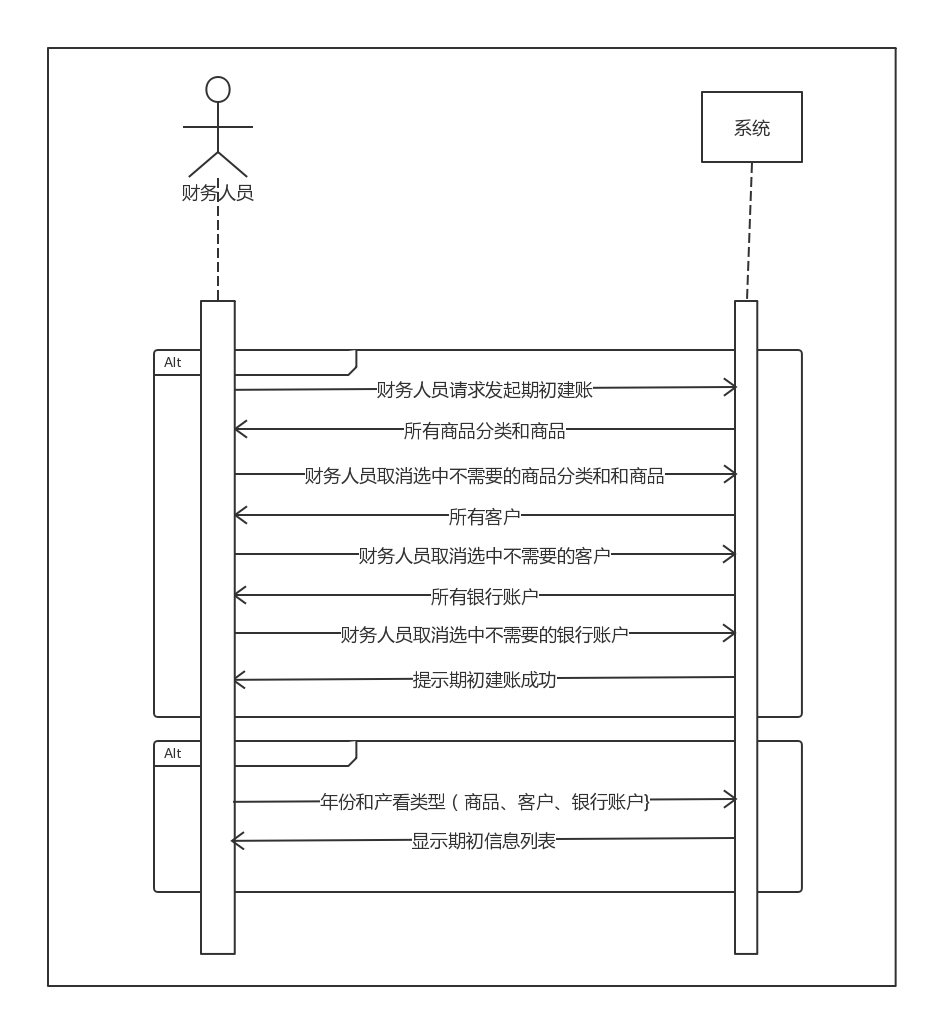 系统
财务人员
Alt
财务人员请求发起期初建账
所有商品分类和商品
财务人员取消选中不需要的商品分类和和商品
所有客户
财务人员取消选中不需要的客户
所有银行账户
财务人员取消选中不需要的银行账户
提示期初建账成功
Alt
年份和产看类型（商品、客户、银行账户}
显示期初信息列表